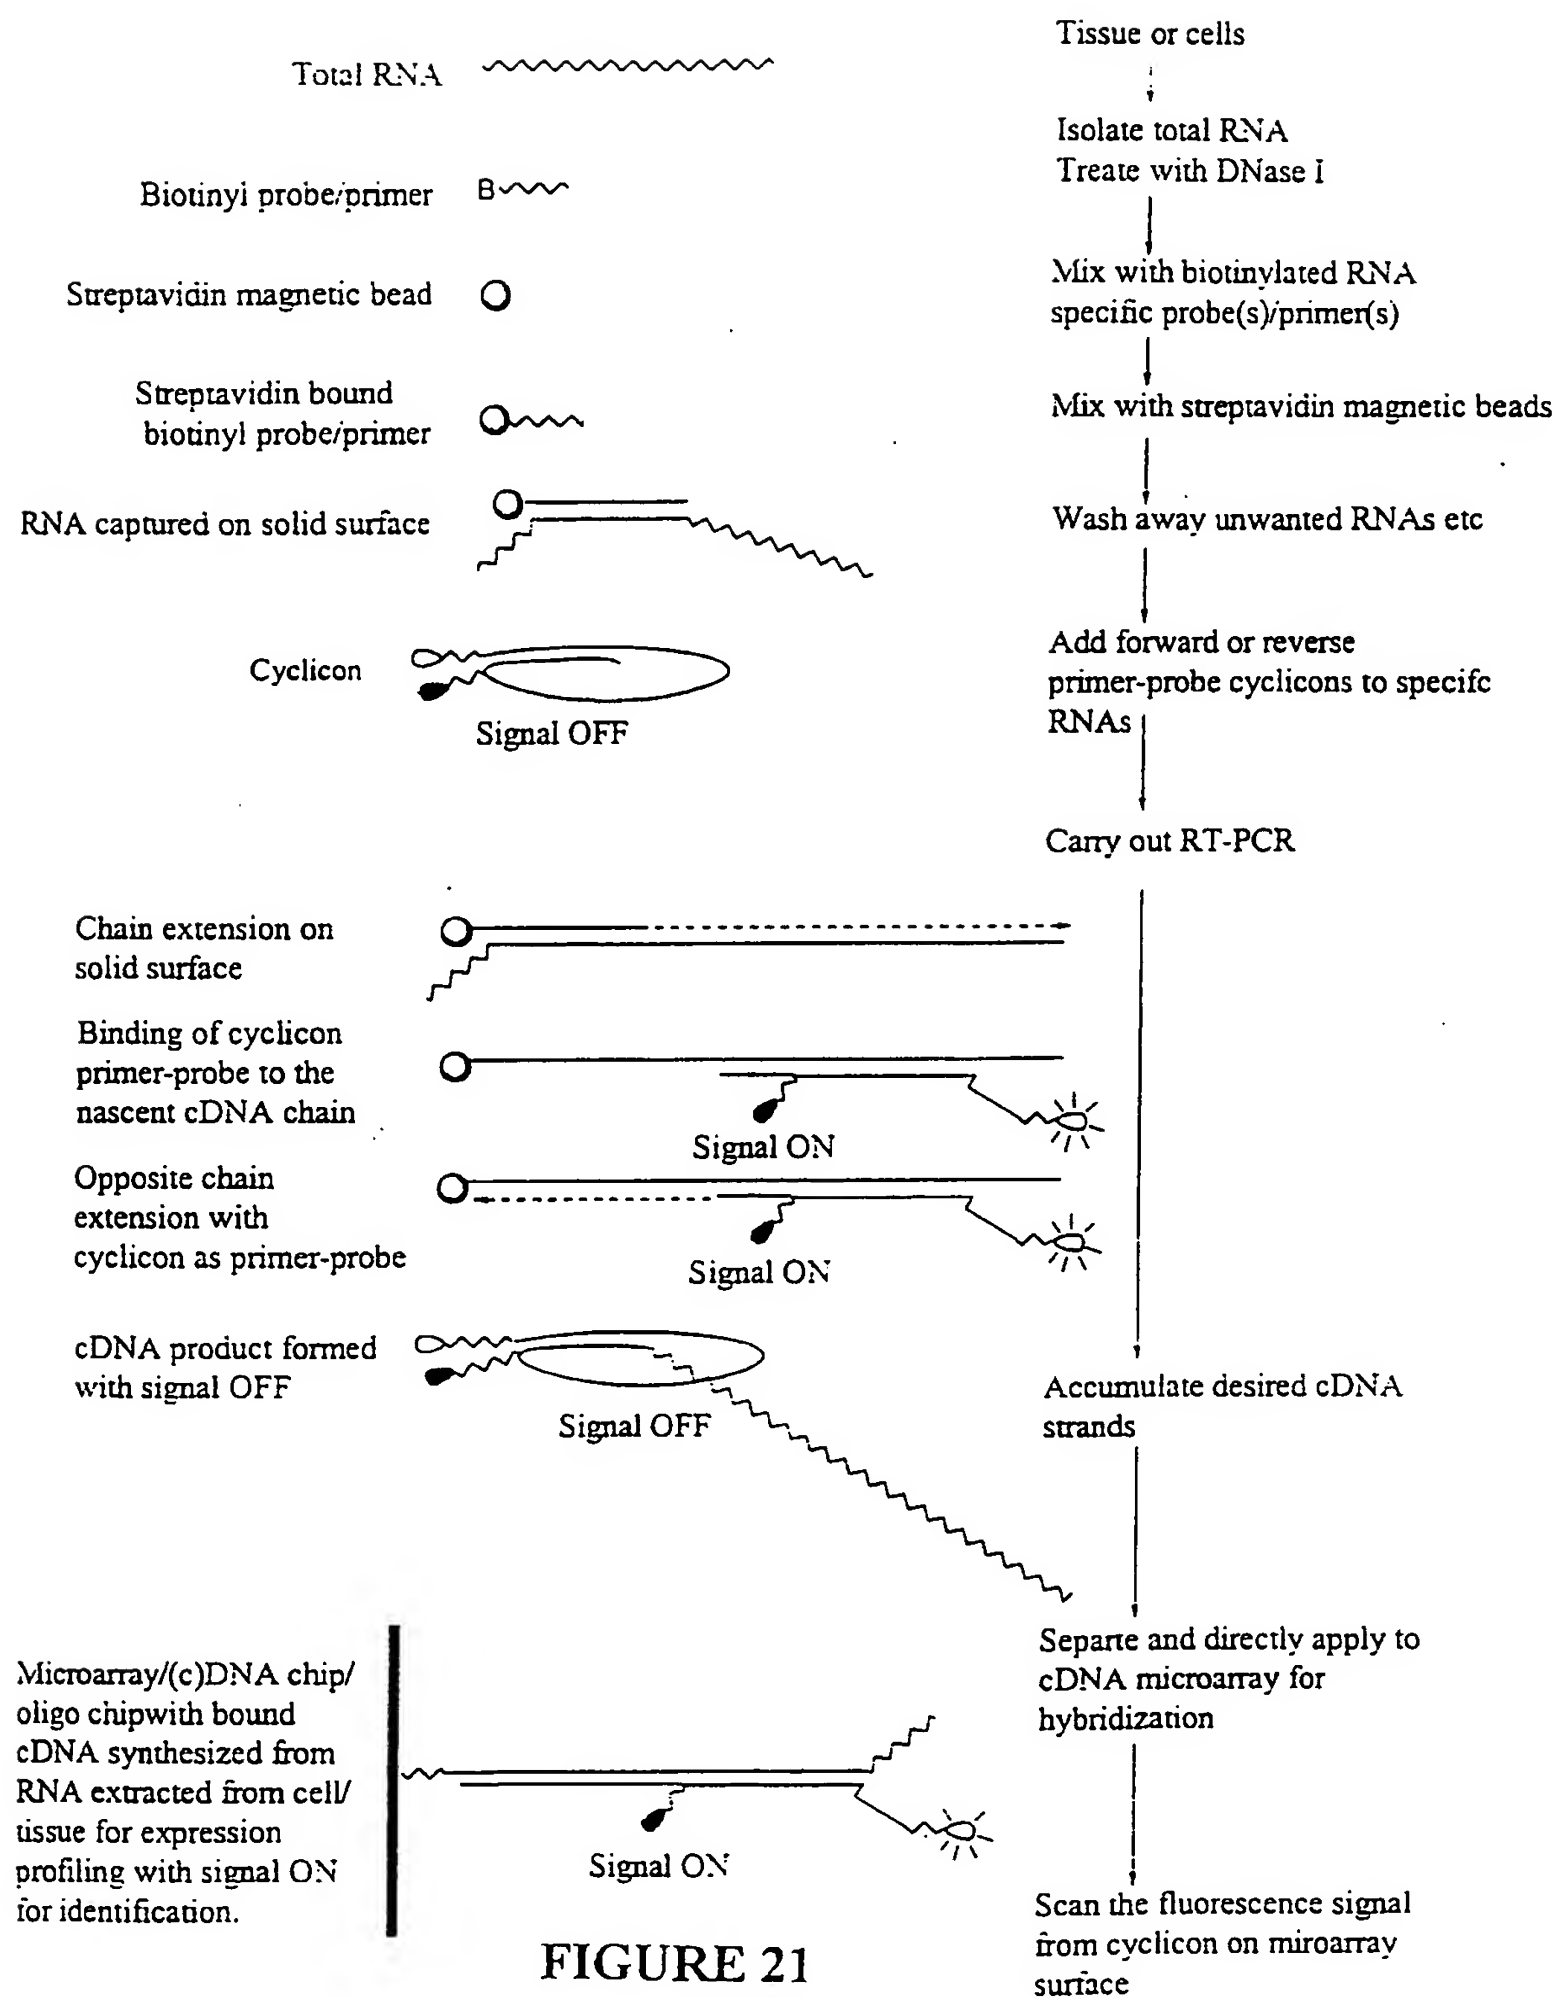 Total RNA
Biotinyl probe/primer
B
Streptavidin magnetic bead
Streptavidin bound
biotinyl probe/primer
RNA captured on solid surface
Cyclicon
Signal OFF
Chain extension on
solid surface
Binding of cyclicon
primer-probe to the
nascent cDNA chain
Signal ON
Opposite chain
extension with
cyclicon as primer-probe
Signal ON
cDNA product formed
with signal OFF
Signal OFF
Microarray/(c)DNA chip/
oligo chipwith bound
cDNA synthesized from
RNA extracted from cell/
tissue for expression
profiling with signal ON
for identification.
Signal ON
Tissue or cells
Isolate total RNA
Treate with DNase I
Mix with biotinylated RNA
specific probe(s)/primer(s)
Mix with streptavidin magnetic beads
Wash away unwanted RNAs etc
Add forward or reverse
primer-probe cyclicons to specifc
RNAs
Carry out RT-PCR
Accumulate desired cDNA
strands
Separte and directly apply to
cDNA microarray for
hybridization
Scan the fluorescence signal
from cyclicon on miroarray
surface
FIGURE 21